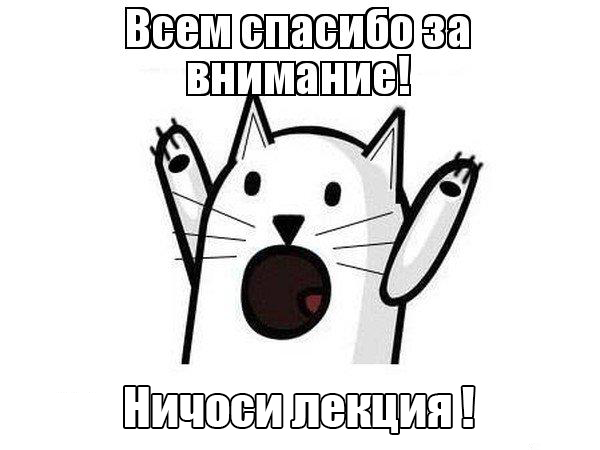 Всем спасибо за
внимание!
Ничоси лекция !